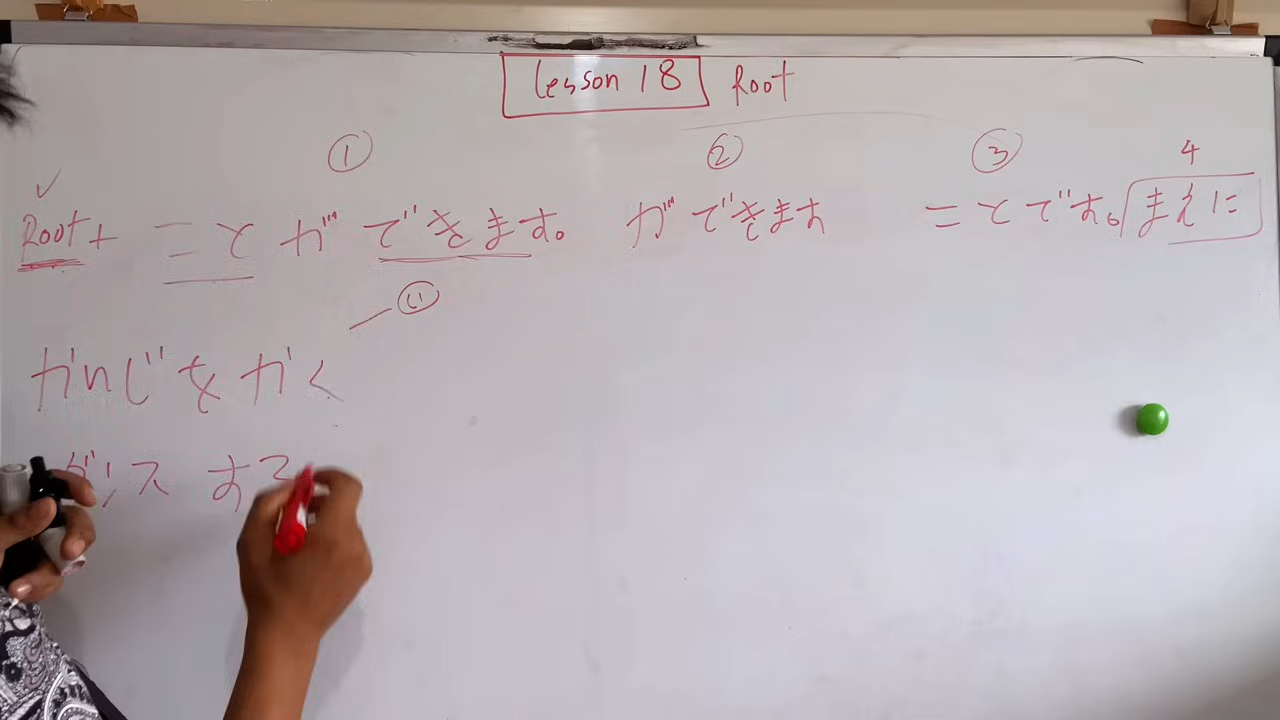 Lesson 18 Root
① ② ③ 4
Root + ことができます。 ができます ことです。 まえに
い
かんじをかく
ダンスする